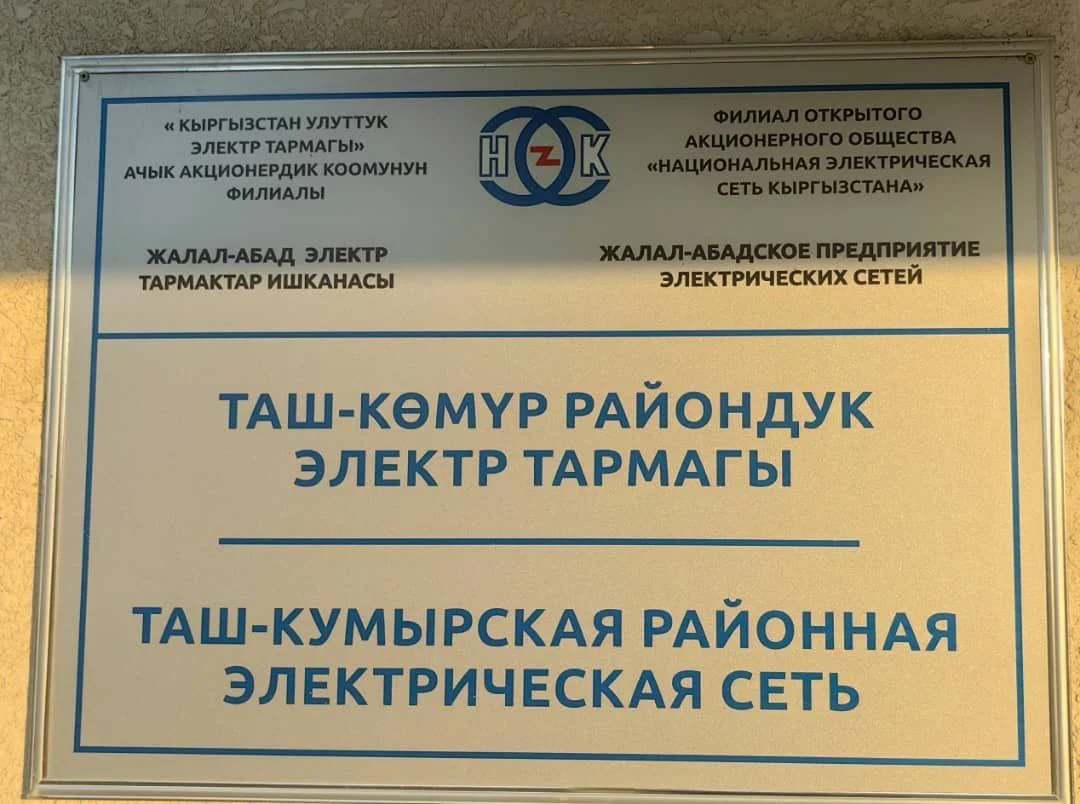 « КЫРГЫЗСТАН УЛУТТУК
ЭЛЕКТР ТАРМАГЫ»
АЧЫК АКЦИОНЕРДИК КООМУНУН
ФИЛИАЛЫ
ЖАЛАЛ-АБАД ЭЛЕКТР
ТАРМАКТАР ИШКАНАСЫ
Н Z К
ФИЛИАЛ ОТКРЫТОГО
АКЦИОНЕРНОГО ОБЩЕСТВА
«НАЦИОНАЛЬНАЯ ЭЛЕКТРИЧЕСКАЯ
СЕТЬ КЫРГЫЗСТАНА»
ЖАЛАЛ-АБАДСКОЕ ПРЕДПРИЯТИЕ
ЭЛЕКТРИЧЕСКИХ СЕТЕЙ
ТАШ-КӨМҮР РАЙОНДУК
ЭЛЕКТР ТАРМАГЫ
ТАШ-КУМЫРСКАЯ РАЙОННАЯ
ЭЛЕКТРИЧЕСКАЯ СЕТЬ